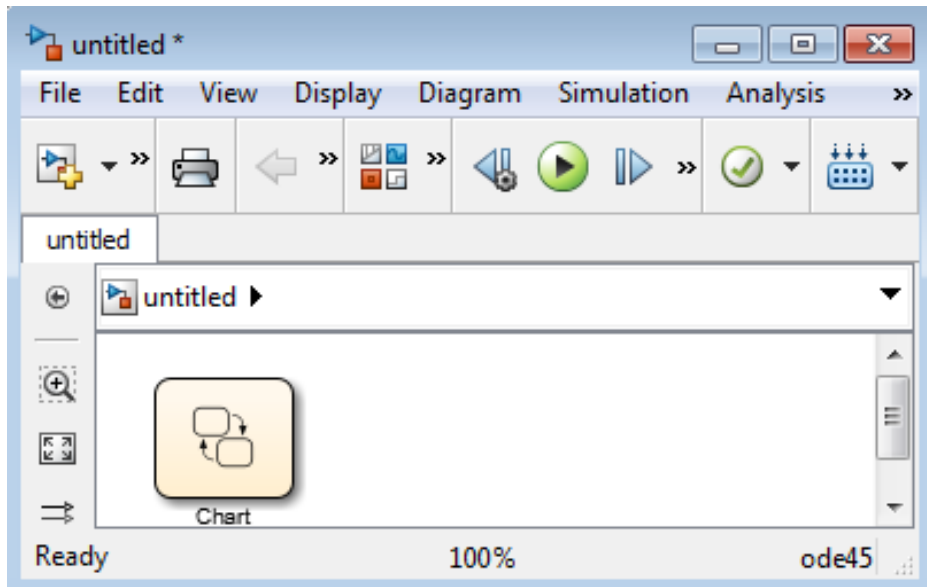 untitled *
File Edit View Display Diagram Simulation Analysis »
» » » »
untitled
untitled
Chart
Ready 100% ode45